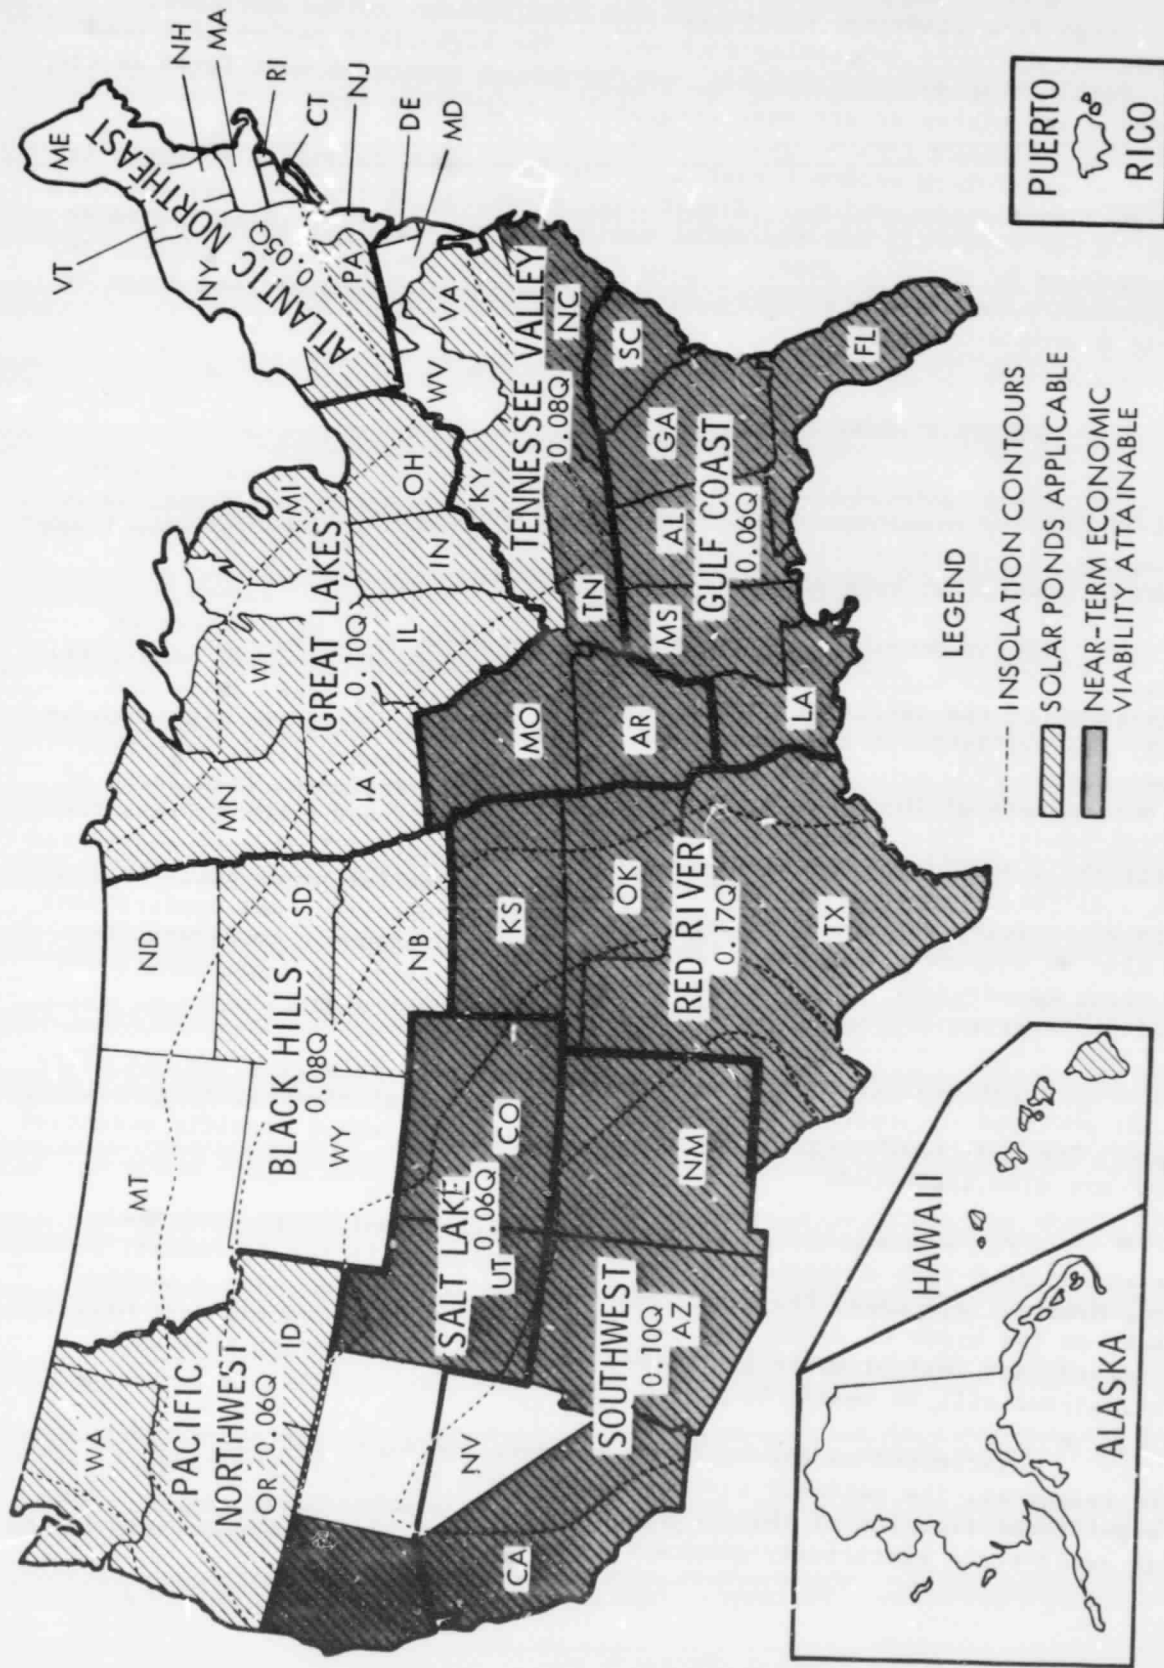 WA
PACIFIC
NORTHWEST
OR 0.06Q
ID
MT
ND
BLACK HILLS
0.08Q
SD
WY
NB
MN
WI
MI
GREAT LAKES
0.10Q
IA
IL
IN
OH
ME
VT
NH
MA
RI
CT
NJ
DE
MD
NY
ATLANTIC NORTHEAST
0.05Q
PA
WV
VA
KY
TENNESSEE VALLEY
0.08Q
TN
NC
SC
GA
AL
MS
GULF COAST
0.06Q
FL
LA
MO
AR
KS
OK
RED RIVER
0.17Q
TX
SALT LAKE
0.06Q
UT
CO
NV
CA
SOUTHWEST
0.10Q
AZ
NM
HAWAII
ALASKA
LEGEND
INSOLATION CONTOURS
SOLAR PONDS APPLICABLE
NEAR-TERM ECONOMIC
VIABILITY ATTAINABLE
PUERTO
RICO